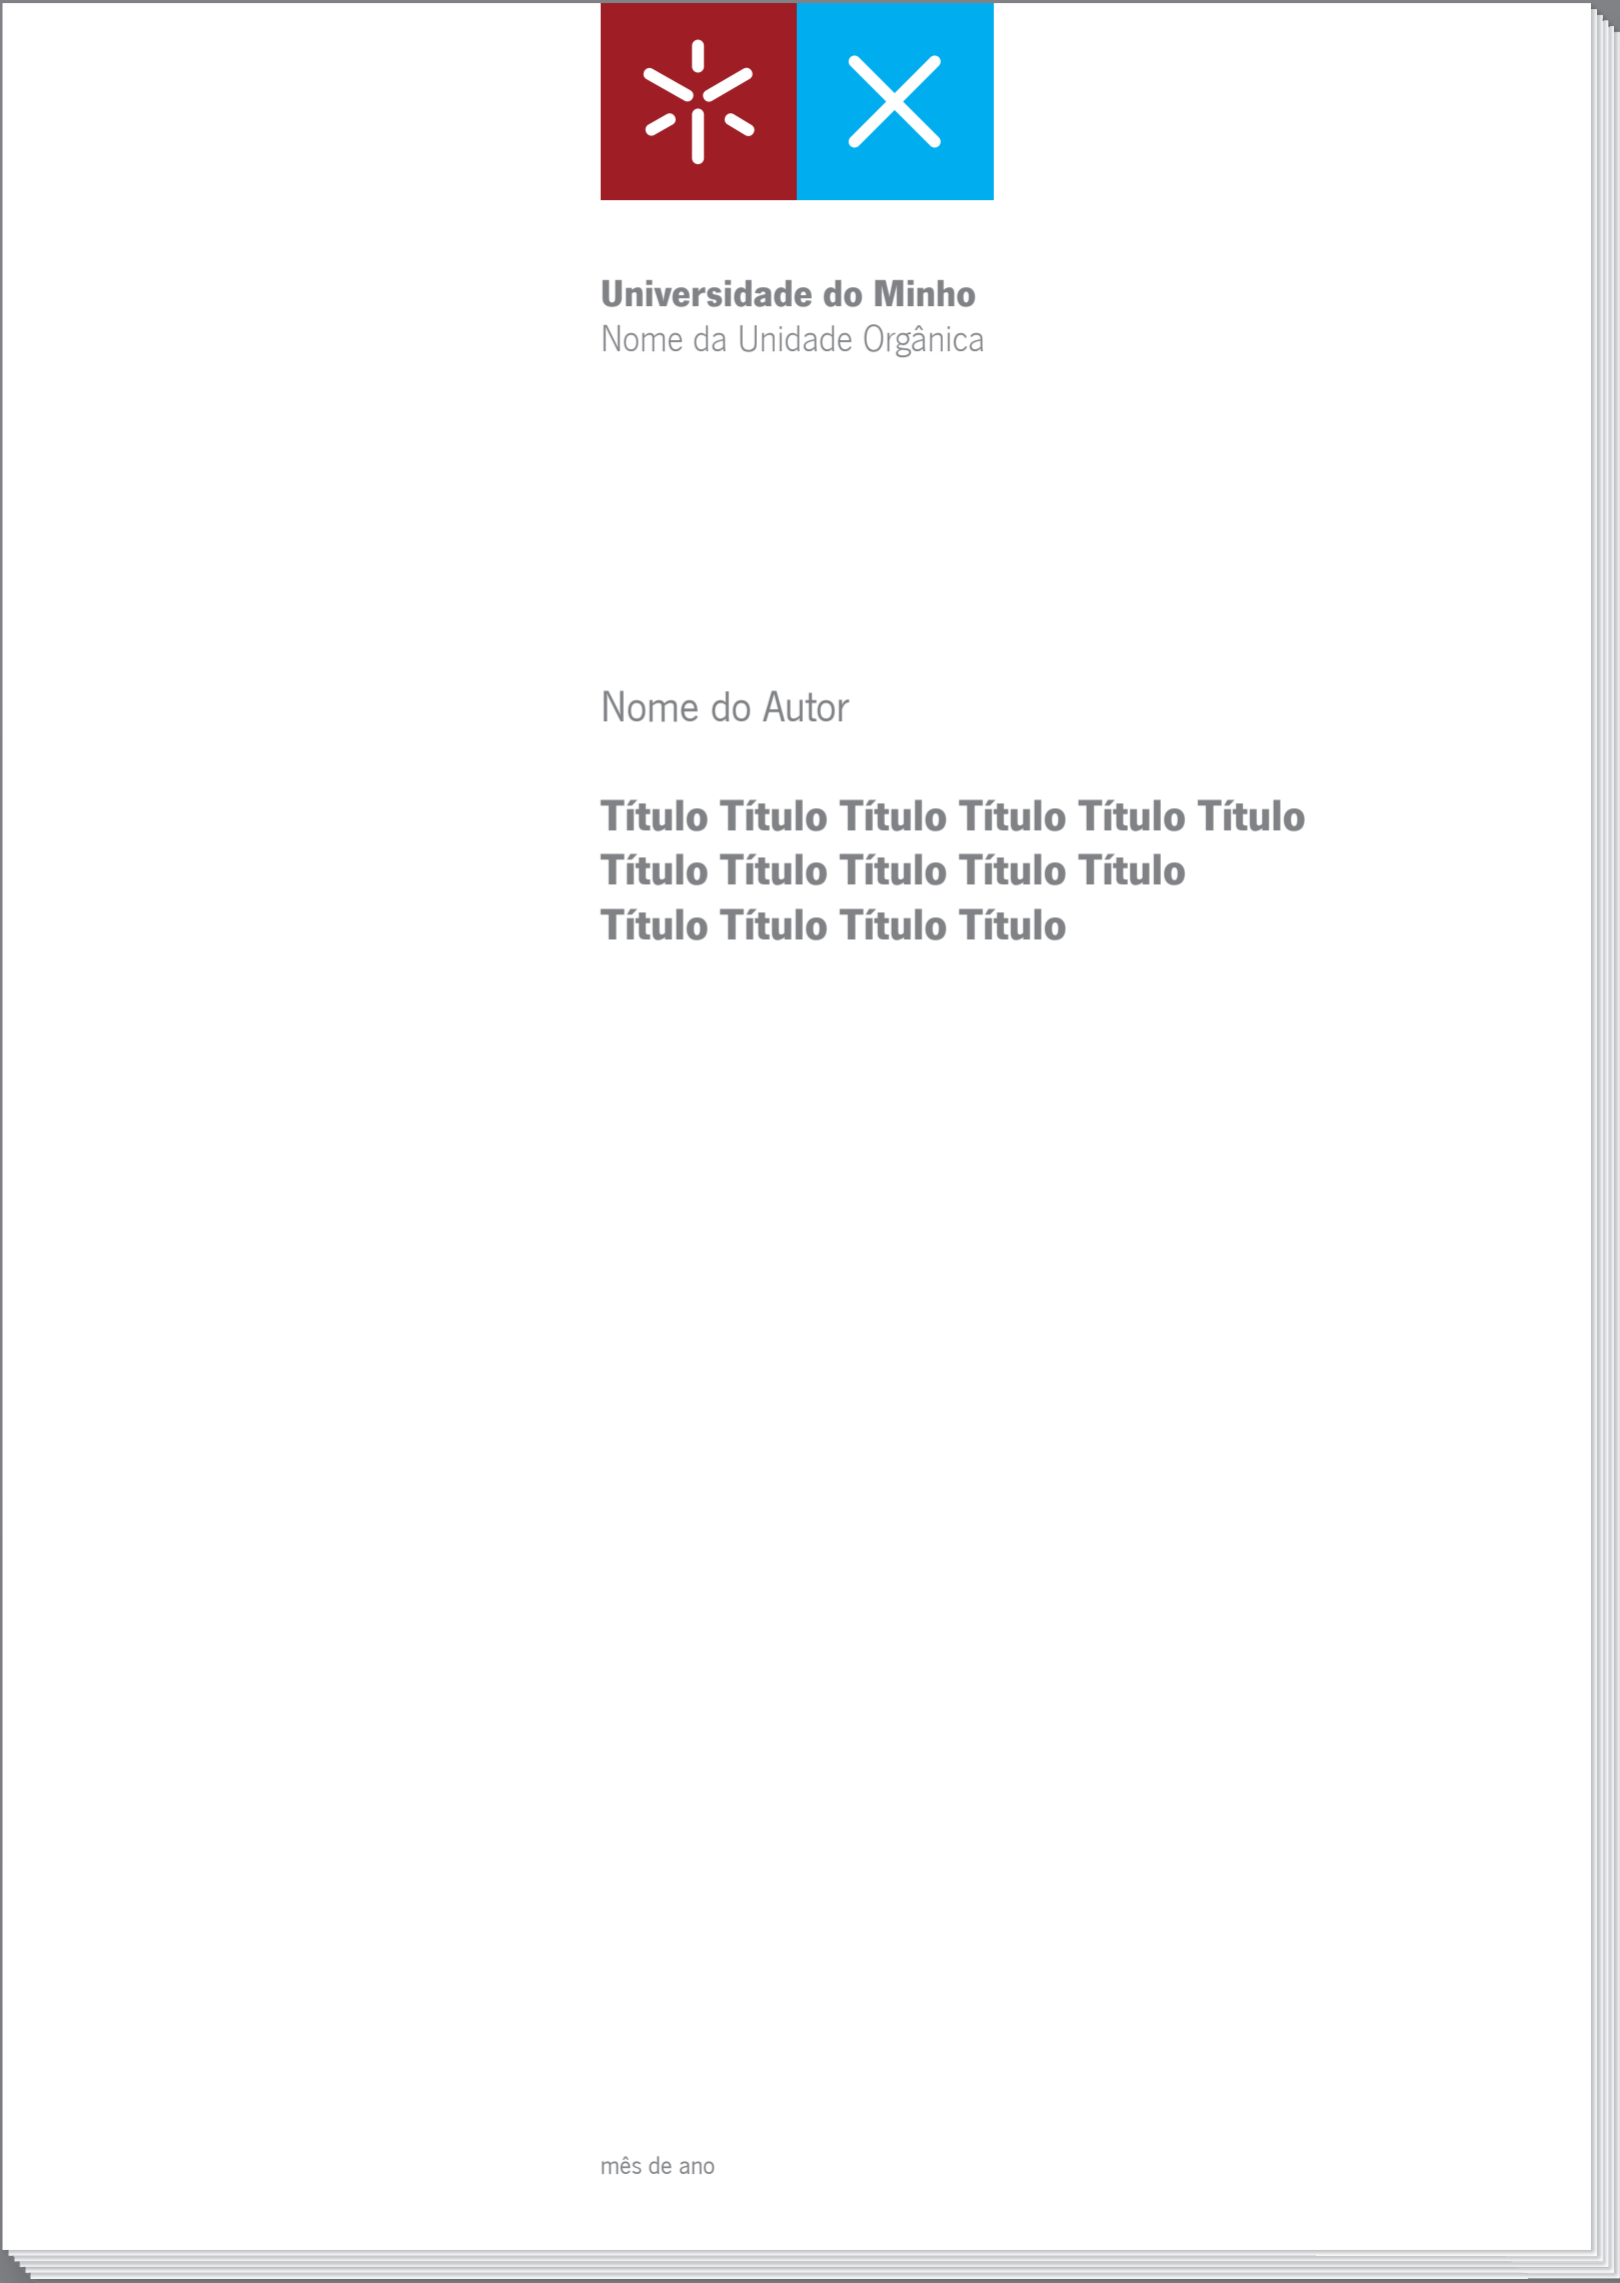 Universidade do Minho
Nome da Unidade Orgânica
Nome do Autor
Título Título Título Título Título Título
Título Título Título Título Título
Título Título Título Título
mês de ano